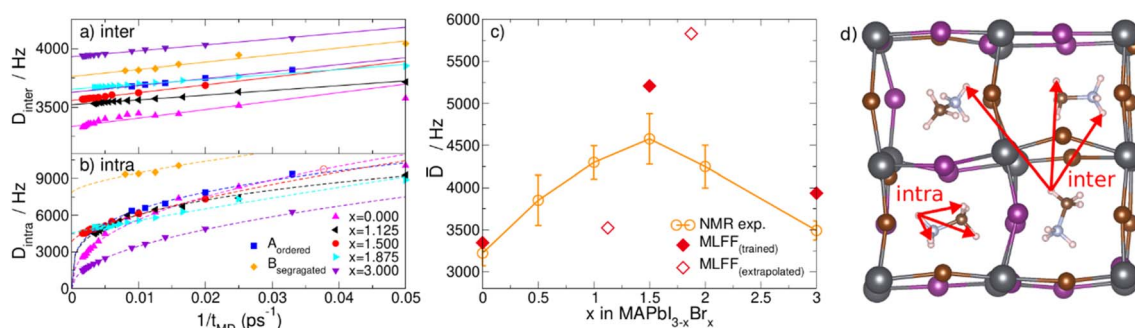 a) inter
D_inter / Hz
4000
3500
b) intra
D_intra / Hz
9000
6000
3000
0
A_ordered
B_segragated
x=0.000
x=1.125
x=1.500
x=1.875
x=3.000
0
0.01
0.02
0.03
0.04
0.05
1/t_MD (ps⁻¹)
c)
D̄ / Hz
6000
5500
5000
4500
4000
3500
3000
NMR exp.
MLFF(trained)
MLFF(extrapolated)
0
0.5
1
1.5
2
2.5
3
x in MAPbI₃₋ₓBrₓ
d)
intra
inter